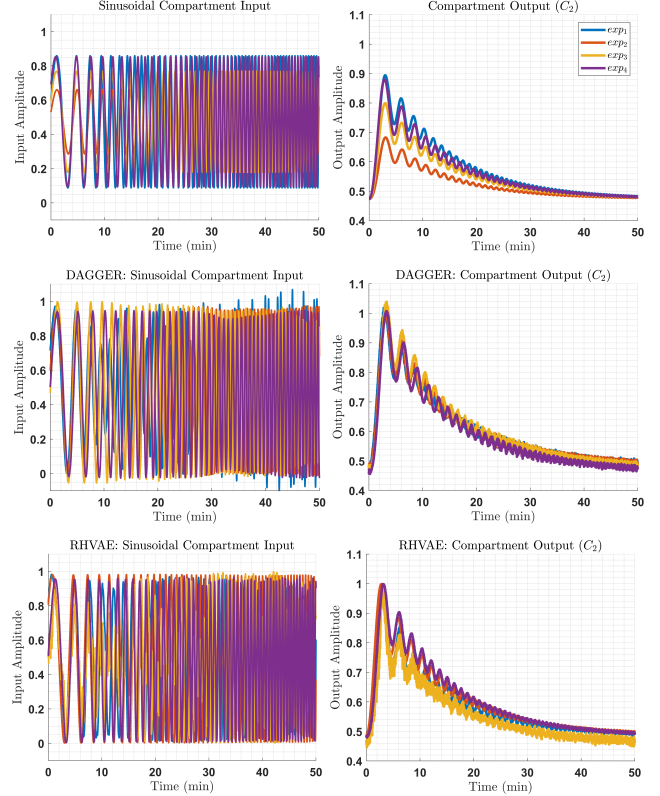 Sinusoidal Compartment Input
Input Amplitude
1
0.8
0.6
0.4
0.2
0
0 10 20 30 40 50
Time (min)
Compartment Output (C₂)
Output Amplitude
1.1
1
0.9
0.8
0.7
0.6
0.5
0.4
0 10 20 30 40 50
Time (min)
exp₁
exp₂
exp₃
exp₄
DAGGER: Sinusoidal Compartment Input
Input Amplitude
1
0.8
0.6
0.4
0.2
0
0 10 20 30 40 50
Time (min)
DAGGER: Compartment Output (C₂)
Output Amplitude
1.1
1
0.9
0.8
0.7
0.6
0.5
0.4
0 10 20 30 40 50
Time (min)
RHVAE: Sinusoidal Compartment Input
Input Amplitude
1
0.8
0.6
0.4
0.2
0
0 10 20 30 40 50
Time (min)
RHVAE: Compartment Output (C₂)
Output Amplitude
1.1
1
0.9
0.8
0.7
0.6
0.5
0.4
0 10 20 30 40 50
Time (min)